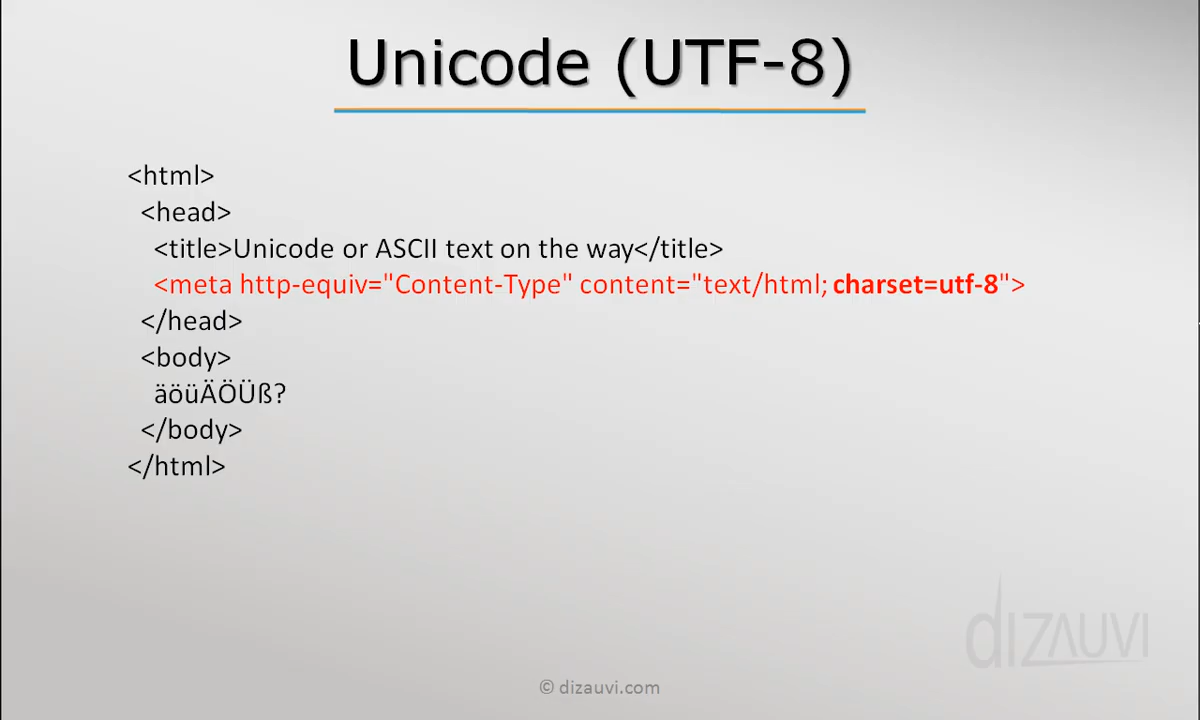 Unicode (UTF-8)
<html>
<head>
<title>Unicode or ASCII text on the way</title>
<meta http-equiv="Content-Type" content="text/html; charset=utf-8">
</head>
<body>
äöüÄÖÜß?
</body>
</html>
dizauvi
© dizauvi.com